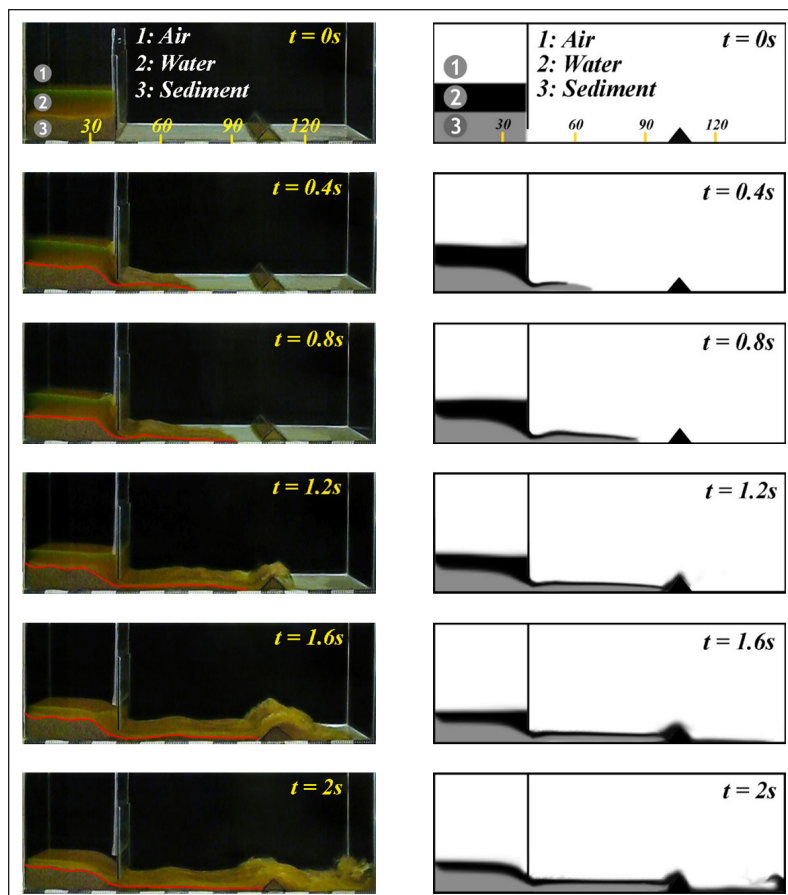 1: Air
t = 0s
2: Water
3: Sediment
1
2
3
30
60
90
120
1: Air
t = 0s
2: Water
3: Sediment
1
2
3
30
60
90
120
t = 0.4s
t = 0.4s
t = 0.8s
t = 0.8s
t = 1.2s
t = 1.2s
t = 1.6s
t = 1.6s
t = 2s
t = 2s